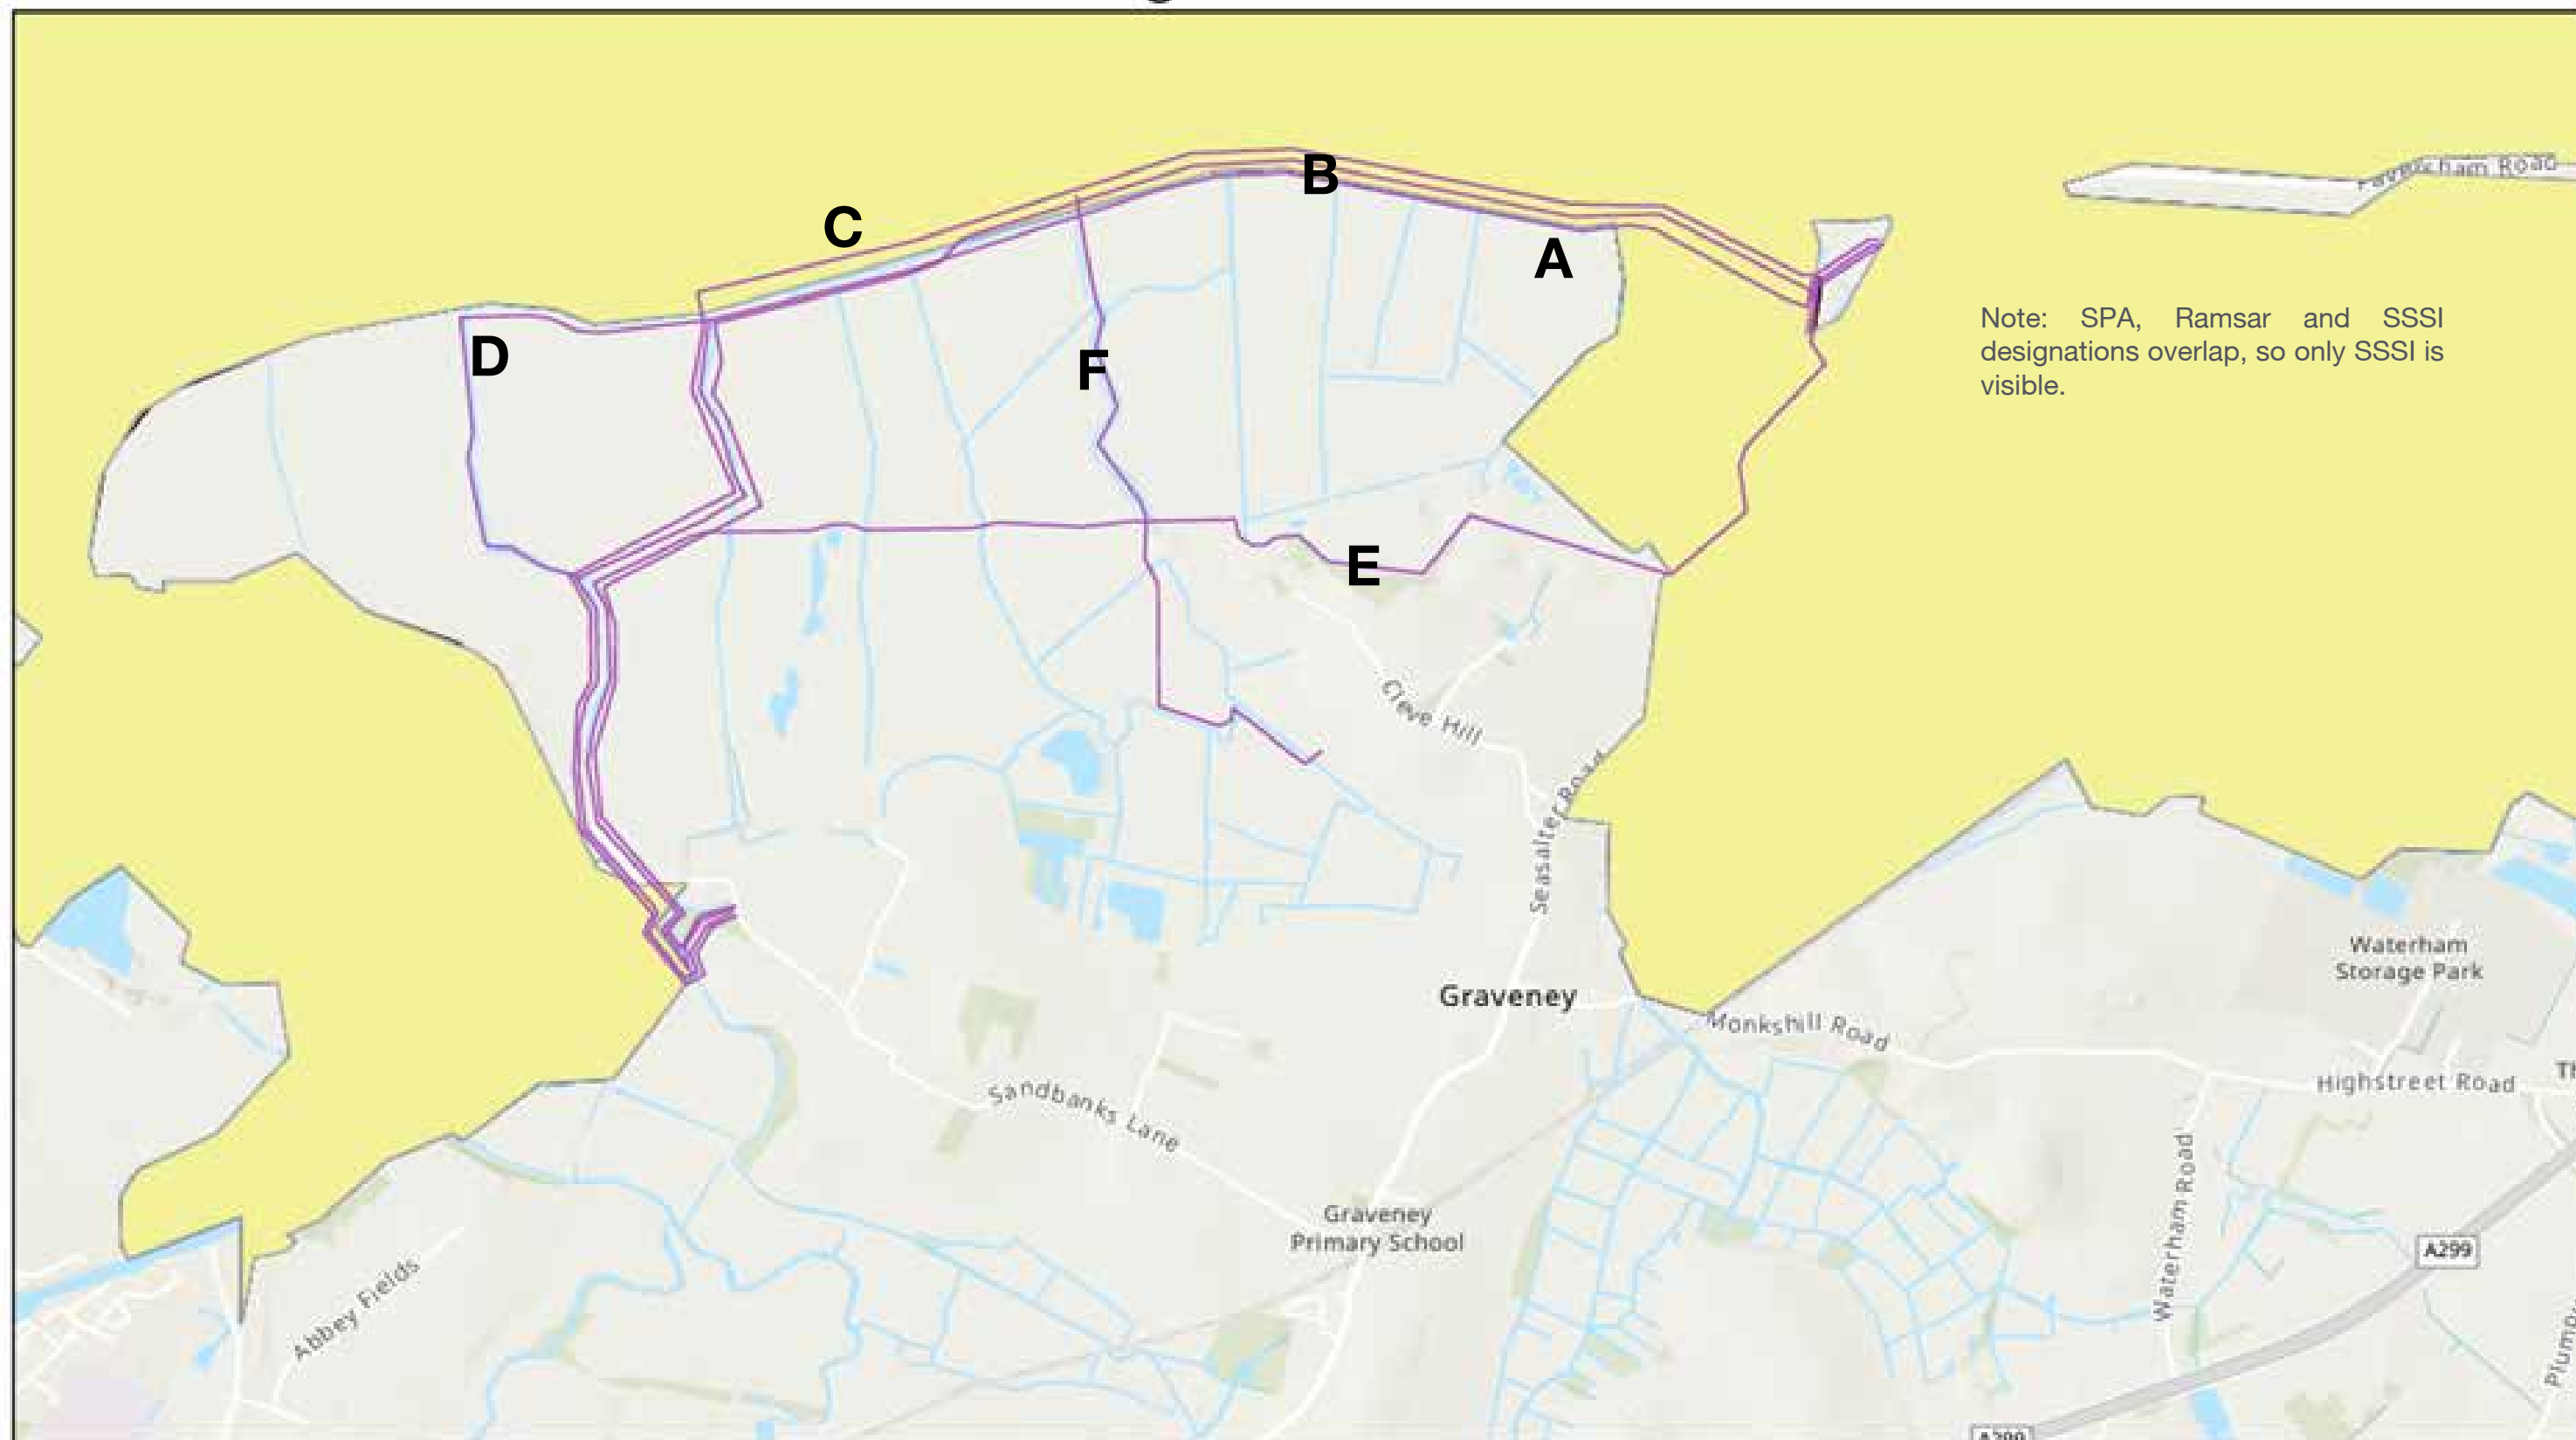 B
Road
C
A
Note: SPA, Ramsar and SSSI
designations overlap, so only SSSI is
visible.
D
F
E
Cleve Hill
Seasalter Road
Waterham
Storage Park
Graveney
Monkshill Road
Highstreet Road
Sandbanks Lane
Graveney
Primary School
Waterham Road
A299
Abbey Fields
A299